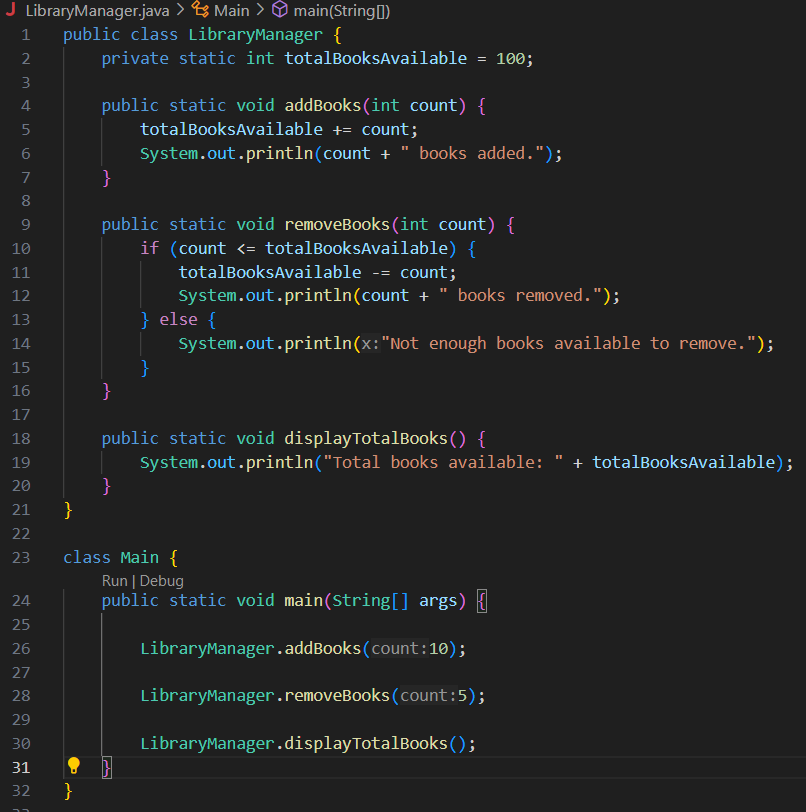 J LibraryManager.java > Main > main(String[])
1 public class LibraryManager {
2     private static int totalBooksAvailable = 100;
3
4     public static void addBooks(int count) {
5         totalBooksAvailable += count;
6         System.out.println(count + " books added.");
7     }
8
9     public static void removeBooks(int count) {
10         if (count <= totalBooksAvailable) {
11             totalBooksAvailable -= count;
12             System.out.println(count + " books removed.");
13         } else {
14             System.out.println(x:"Not enough books available to remove.");
15         }
16     }
17
18     public static void displayTotalBooks() {
19         System.out.println("Total books available: " + totalBooksAvailable);
20     }
21 }
22
23 class Main {
Run | Debug
24     public static void main(String[] args) {
25
26         LibraryManager.addBooks(count:10);
27
28         LibraryManager.removeBooks(count:5);
29
30         LibraryManager.displayTotalBooks();
31     }
32 }